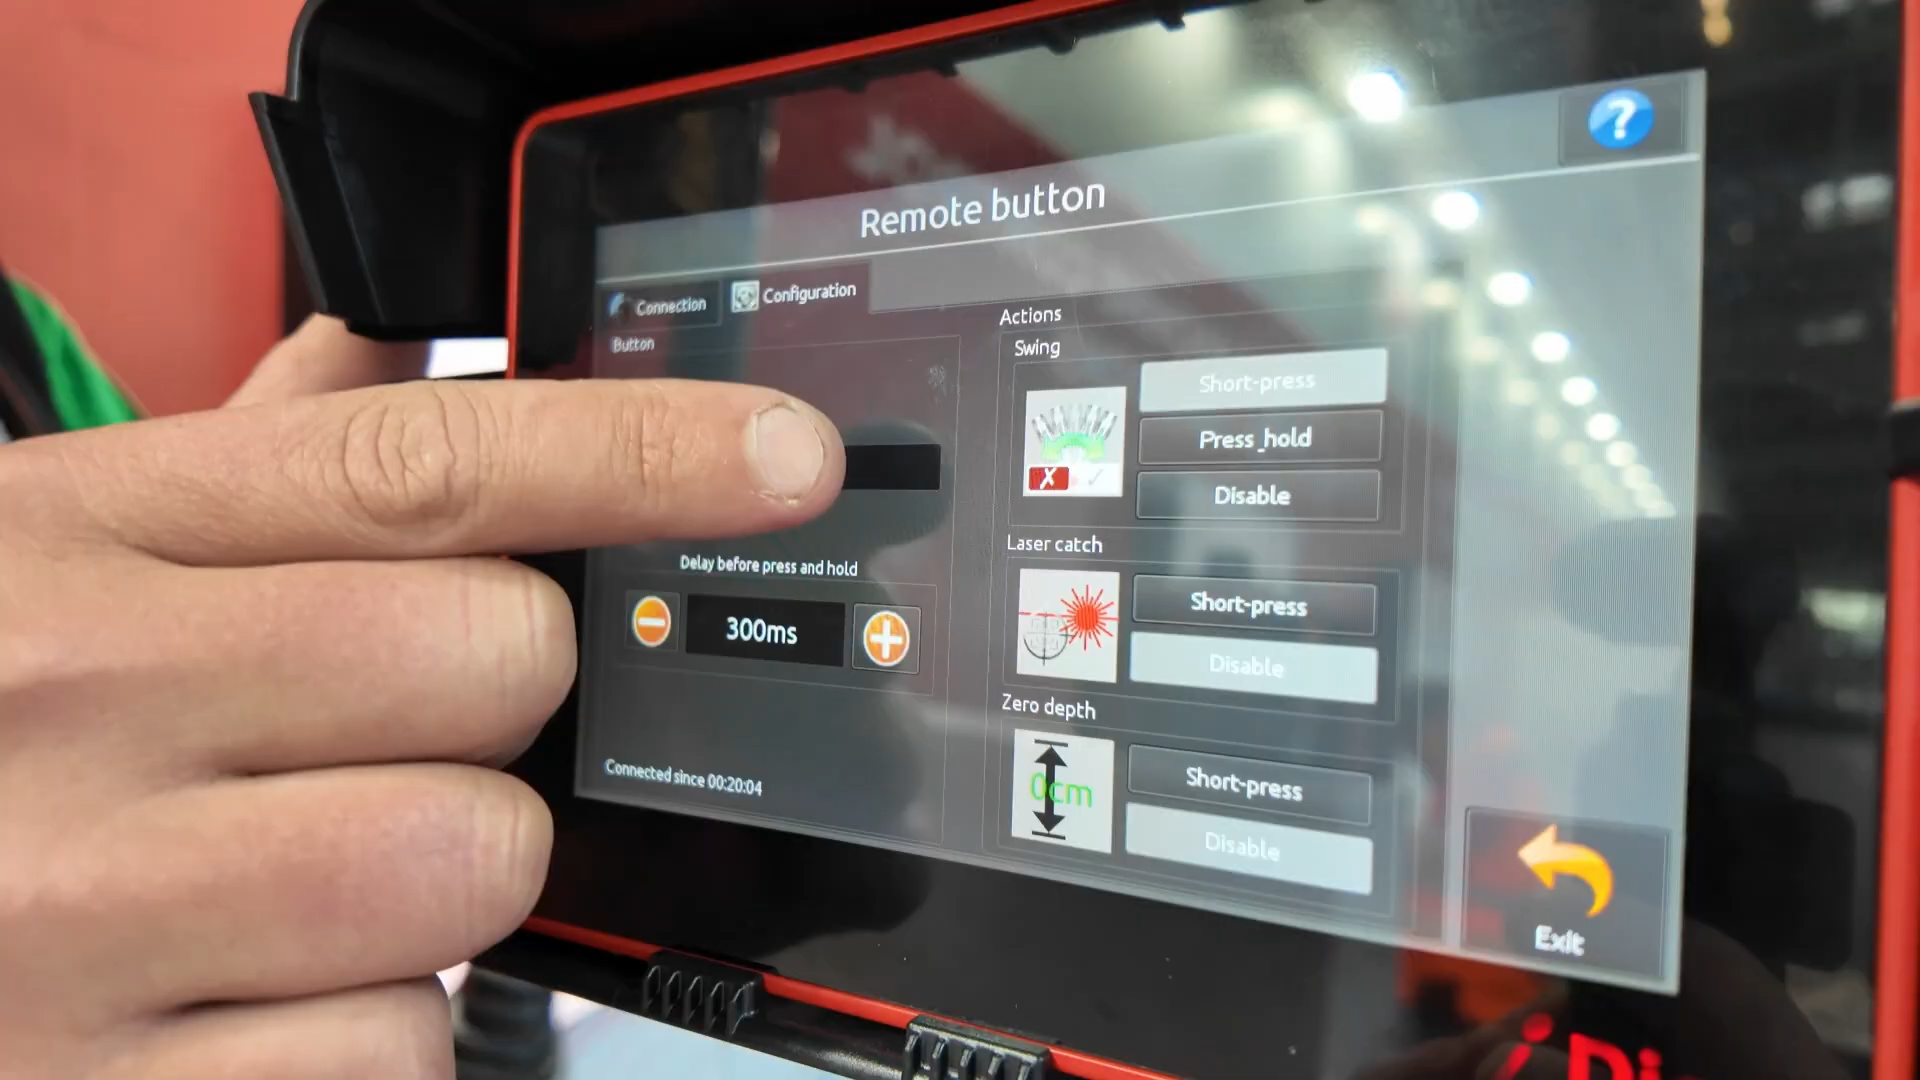 ?
Remote button
Connection
Configuration
Button
Delay before press and hold
300ms
Connected since 00:20:04
Actions
Swing
Short-press
Press_hold
Disable
Laser catch
Short-press
Disable
Zero depth
0cm
Short-press
Disable
Exit